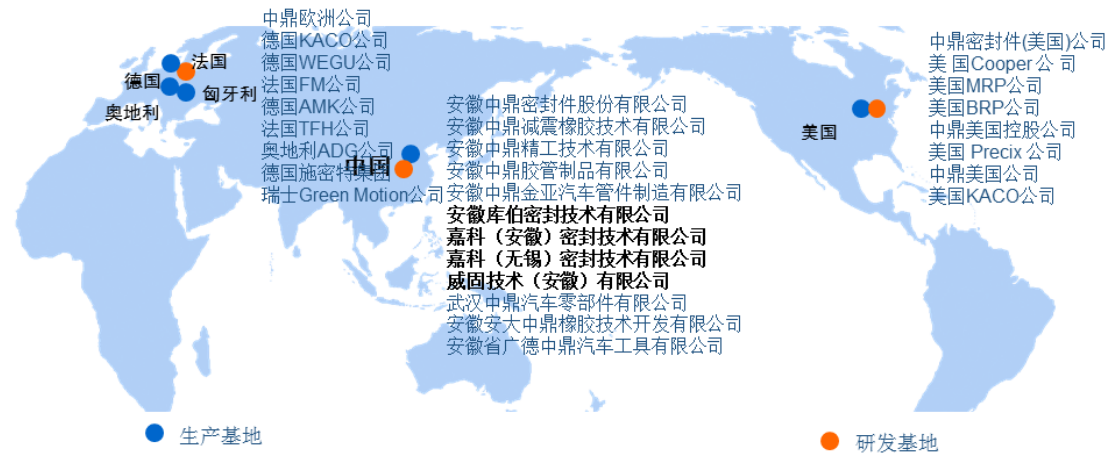 中鼎欧洲公司
德国KACO公司
德国WEGU公司
法国FM公司
德国AMK公司
法国TFH公司
奥地利ADG公司
德国施密特集团
瑞士Green Motion公司
法国
德国
匈牙利
奥地利
中国
安徽中鼎密封件股份有限公司
安徽中鼎减震橡胶技术有限公司
安徽中鼎精工技术有限公司
安徽中鼎胶管制品有限公司
安徽中鼎金亚汽车管件制造有限公司
安徽库伯密封技术有限公司
嘉科（安徽）密封技术有限公司
嘉科（无锡）密封技术有限公司
威固技术（安徽）有限公司
武汉中鼎汽车零部件有限公司
安徽安大中鼎橡胶技术开发有限公司
安徽省广德中鼎汽车工具有限公司
美国
中鼎密封件(美国)公司
美国Cooper公司
美国MRP公司
美国BRP公司
中鼎美国控股公司
美国 Precix 公司
中鼎美国公司
美国KACO公司
生产基地
研发基地